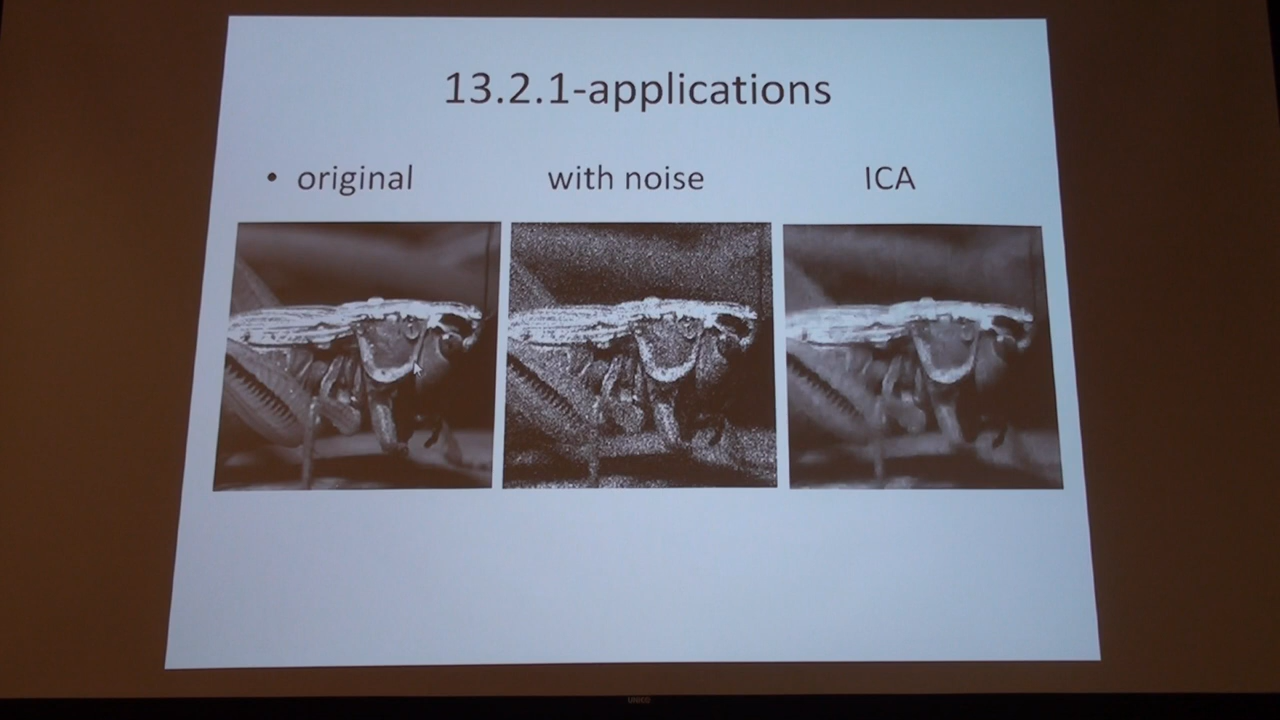 13.2.1-applications
• original with noise ICA